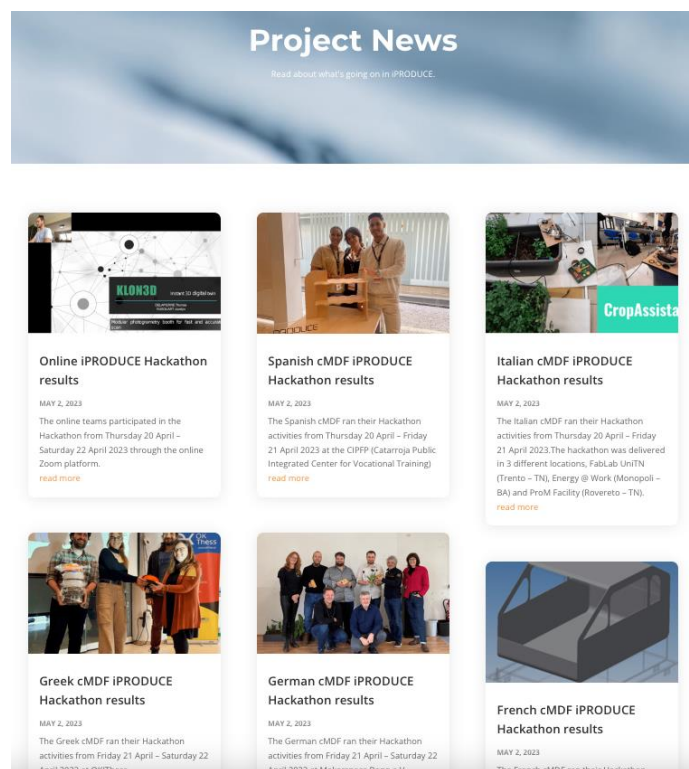 Project News
Read about what's going on in iPRODUCE.
KLON3D
Instant 3D digital twin
Modular photogrametry booth for fast and accurate
Online iPRODUCE Hackathon
results
MAY 2, 2023
The online teams participated in the
Hackathon from Thursday 20 April –
Saturday 22 April 2023 through the online
Zoom platform.
read more
Spanish cMDF iPRODUCE
Hackathon results
MAY 2, 2023
The Spanish cMDF ran their Hackathon
activities from Thursday 20 April – Friday
21 April 2023 at the CIPFP (Catarroja Public
Integrated Center for Vocational Training)
read more
CropAssista
Italian cMDF iPRODUCE
Hackathon results
MAY 2, 2023
The Italian cMDF ran their Hackathon
activities from Thursday 20 April – Friday
21 April 2023.The hackathon was delivered
in 3 different locations, FabLab UniTN
(Trento – TN), Energy @ Work (Monopoli –
BA) and ProM Facility (Rovereto – TN).
read more
OK
Thess
Greek cMDF iPRODUCE
Hackathon results
MAY 2, 2023
The Greek cMDF ran their Hackathon
activities from Friday 21 April – Saturday 22
German cMDF iPRODUCE
Hackathon results
MAY 2, 2023
The German cMDF ran their Hackathon
activities from Friday 21 April – Saturday 22
French cMDF iPRODUCE
Hackathon results
MAY 2, 2023